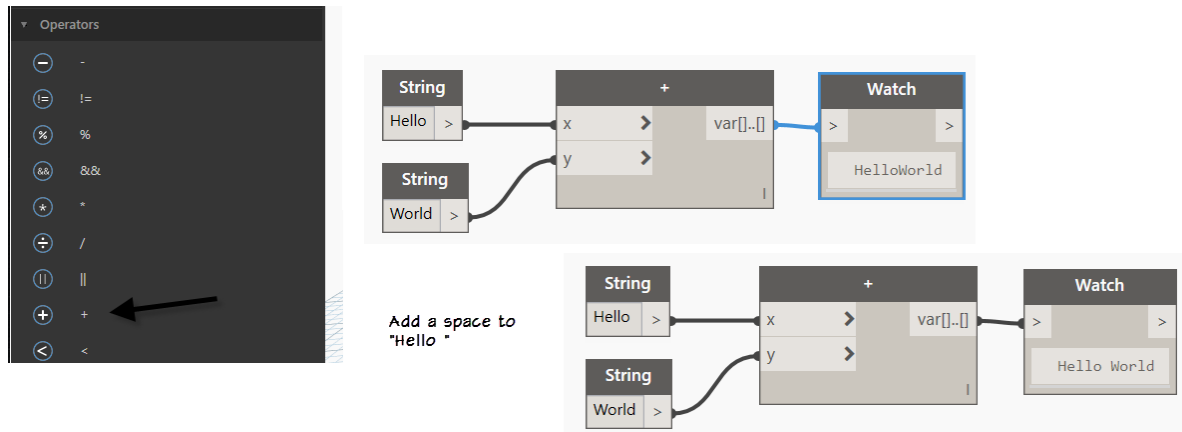 Operators
-
!=
%
&&
*
/
||
+
<
String
Hello >
String
World >
+
x
y
var[]..[]
l
Watch
> >
HelloWorld
Add a space to
"Hello "
String
Hello >
String
World >
+
x
y
var[]..[]
l
Watch
> >
Hello World